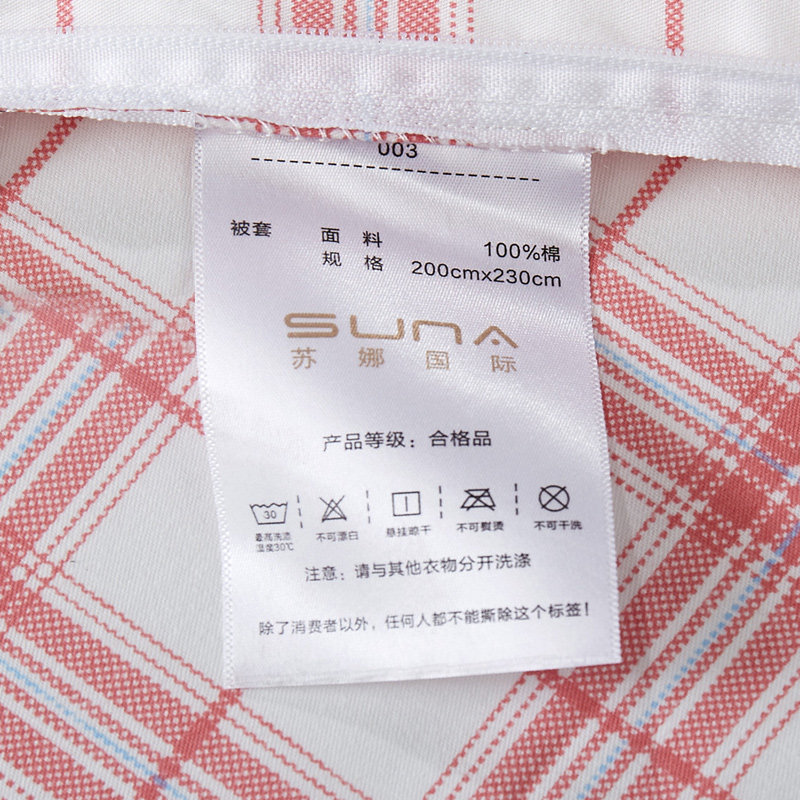 003
被套 面料 100%棉
规格 200cmx230cm
SUNA
苏娜国际
产品等级：合格品
30
最高洗涤温度30℃ 不可漂白 悬挂晾干 不可熨烫 不可干洗
注意：请与其他衣物分开洗涤
除了消费者以外，任何人都不能撕除这个标签！